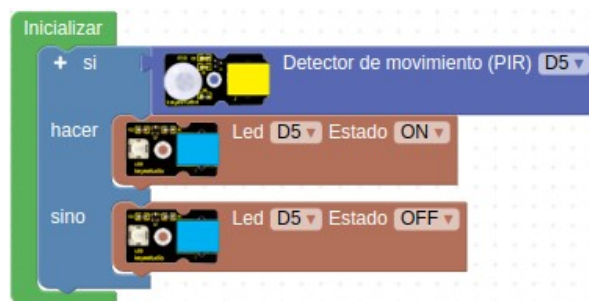 Inicializar
+ si Detector de movimiento (PIR) D5
hacer Led D5 Estado ON
sino Led D5 Estado OFF